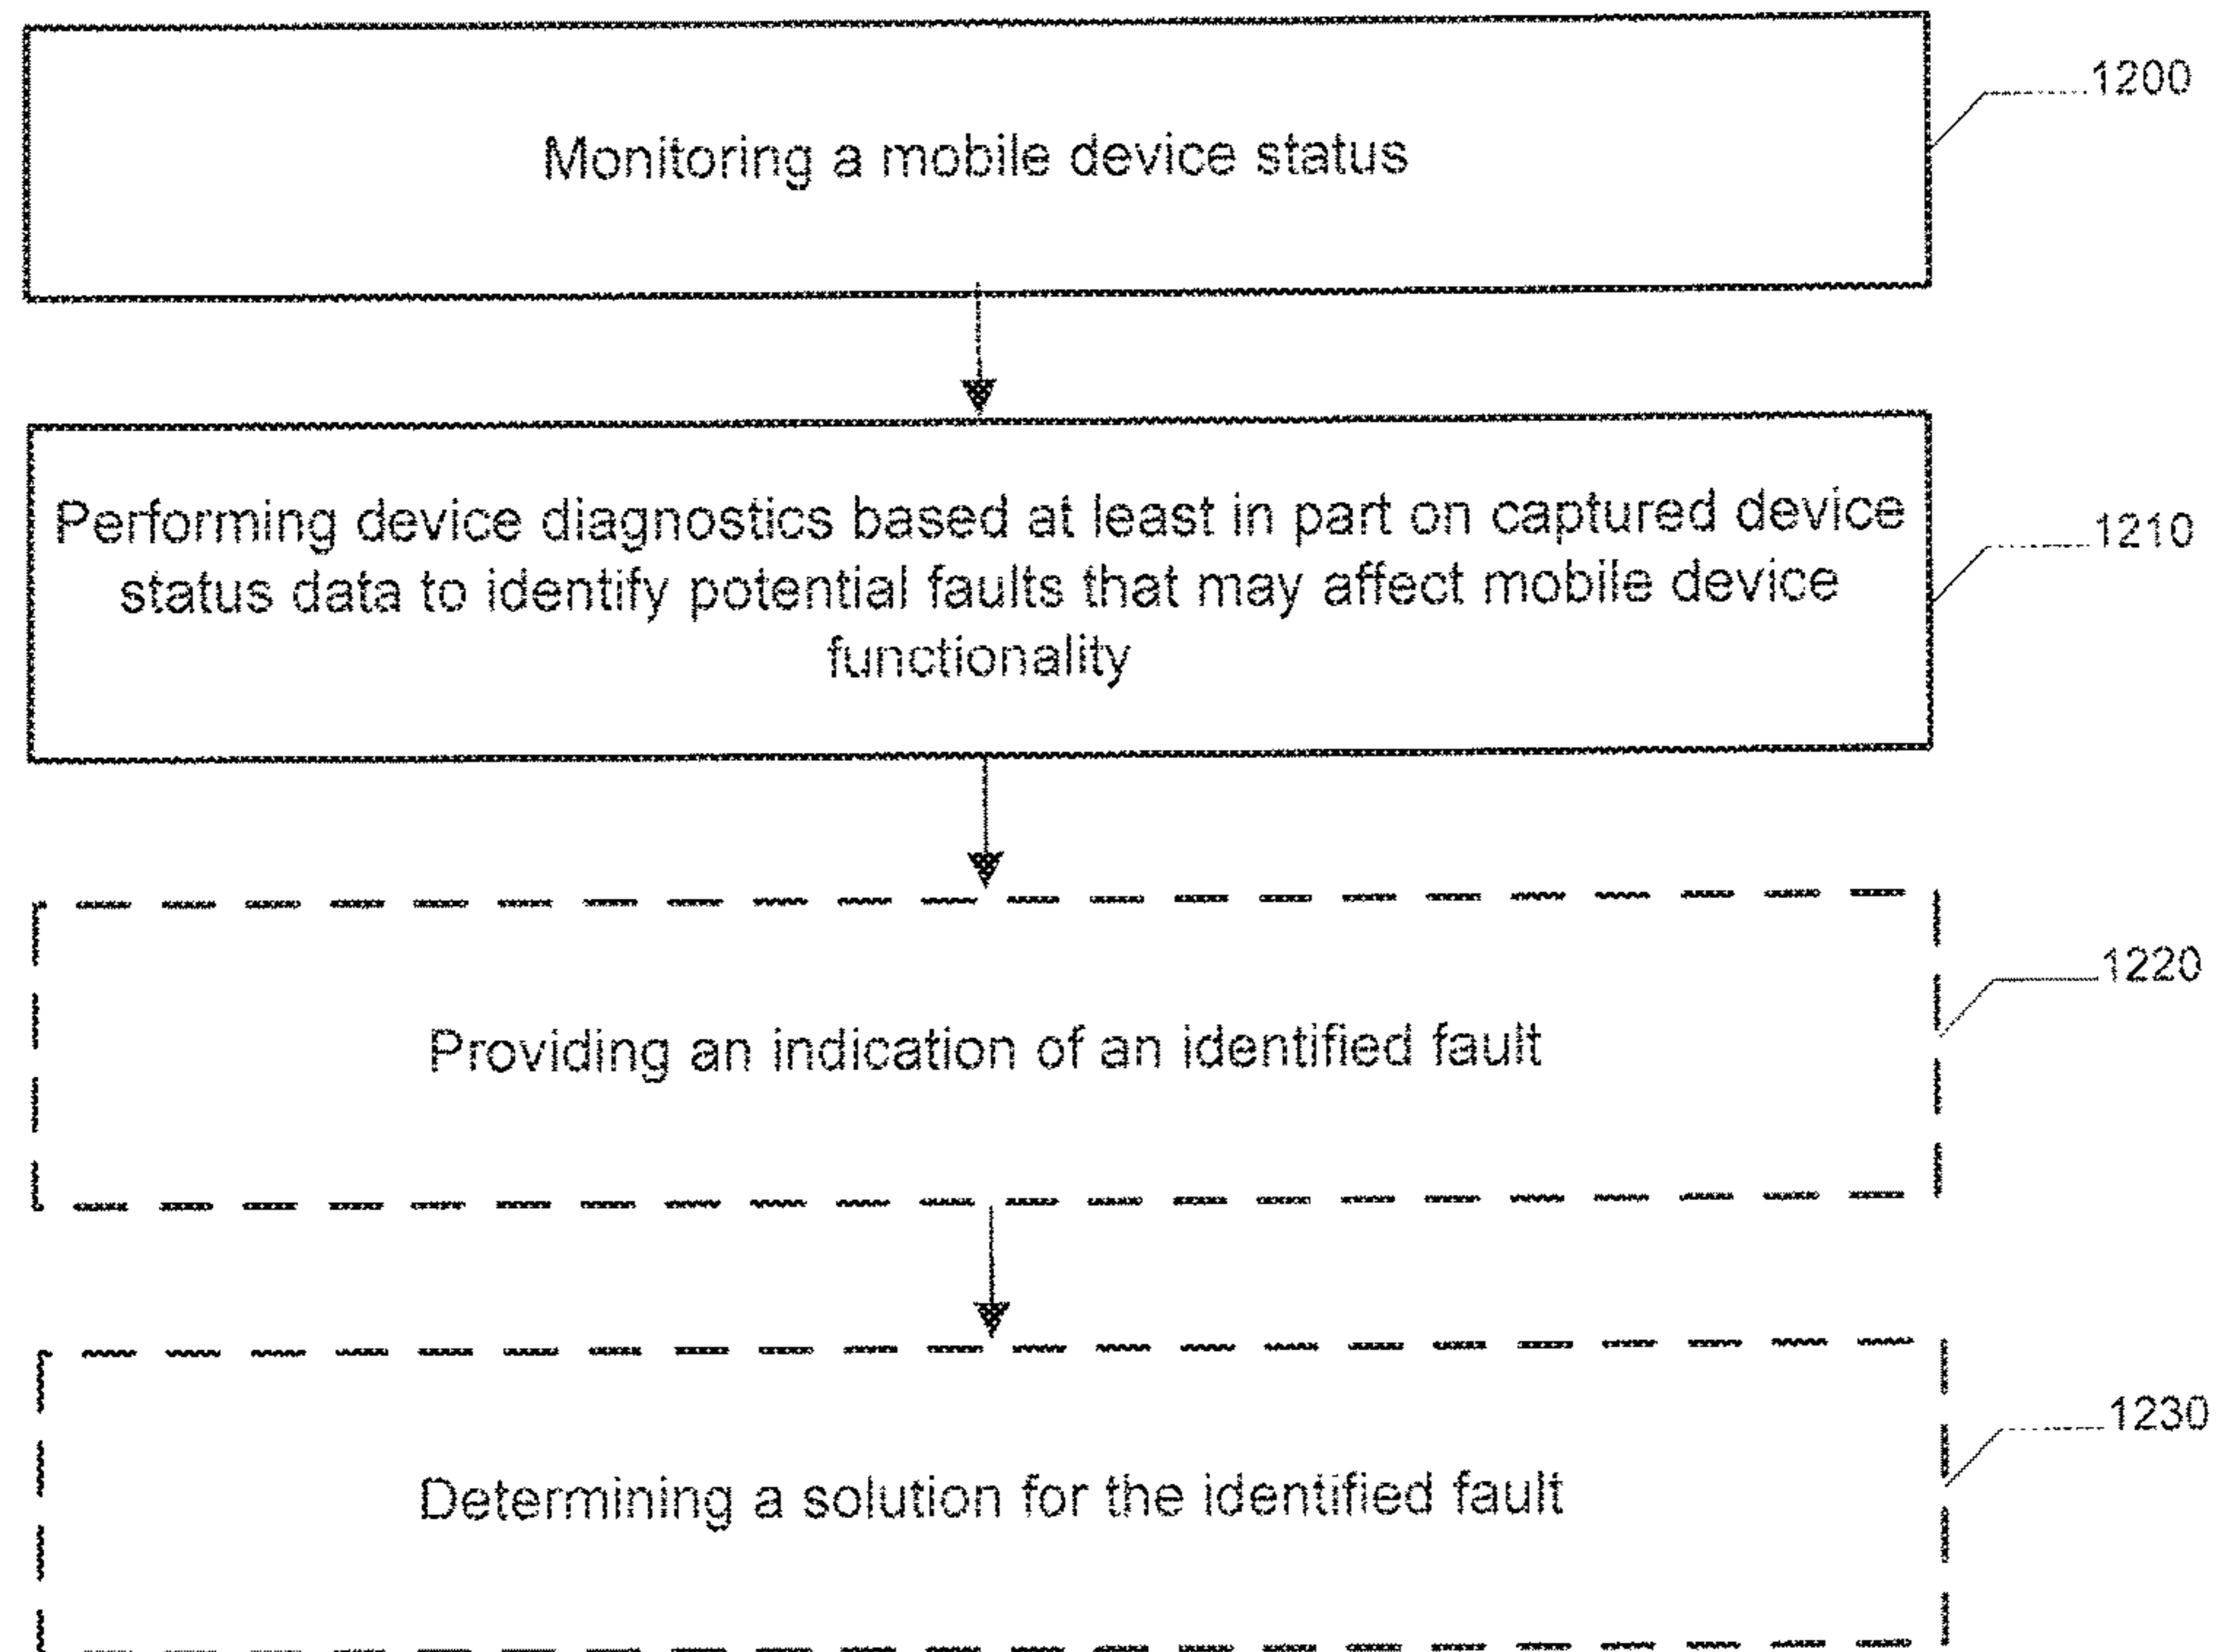 Monitoring a mobile device status
1200
Performing device diagnostics based at least in part on captured device
status data to identify potential faults that may affect mobile device
functionality
1210
Providing an indication of an identified fault
1220
Determining a solution for the identified fault
1230